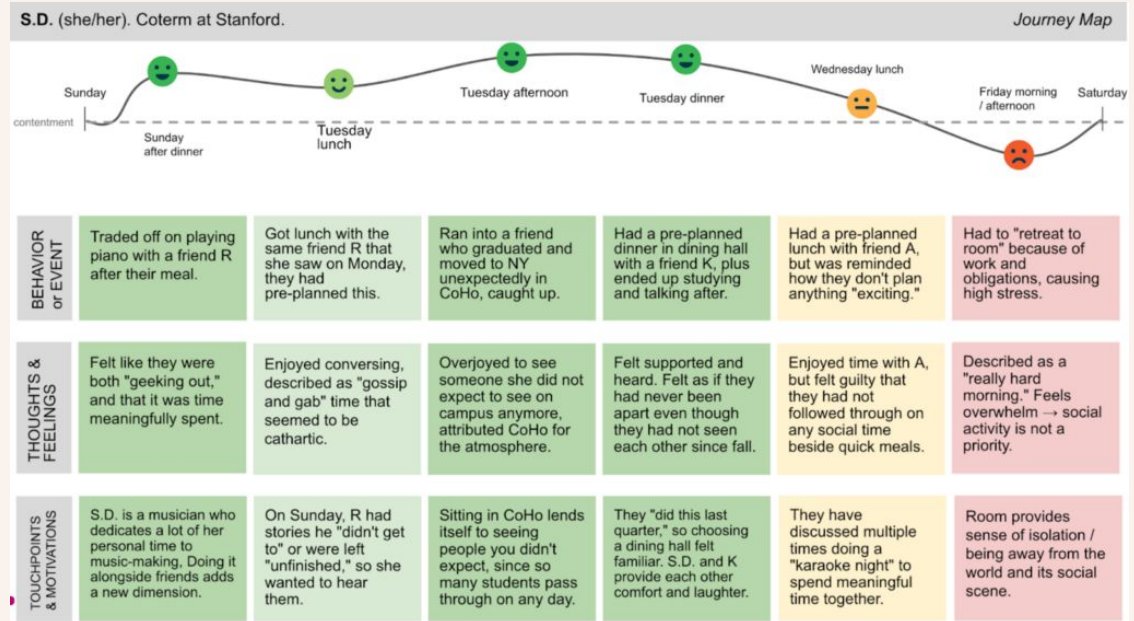 S.D. (she/her). Coterm at Stanford.
Journey Map
Sunday
Sunday
after dinner
Tuesday
lunch
Tuesday afternoon
Tuesday dinner
Wednesday lunch
Friday morning
/ afternoon
Saturday
contentment
BEHAVIOR
or EVENT
Traded off on playing
piano with a friend R
after their meal.
Got lunch with the
same friend R that
she saw on Monday,
they had
pre-planned this.
Ran into a friend
who graduated and
moved to NY
unexpectedly in
CoHo, caught up.
Had a pre-planned
dinner in dining hall
with a friend K, plus
ended up studying
and talking after.
Had a pre-planned
lunch with friend A,
but was reminded
how they don't plan
anything "exciting."
Had to "retreat to
room" because of
work and
obligations, causing
high stress.
THOUGHTS &
FEELINGS
Felt like they were
both "geeking out,"
and that it was time
meaningfully spent.
Enjoyed conversing,
described as "gossip
and gab" time that
seemed to be
cathartic.
Overjoyed to see
someone she did not
expect to see on
campus anymore,
attributed CoHo for
the atmosphere.
Felt supported and
heard. Felt as if they
had never been
apart even though
they had not seen
each other since fall.
Enjoyed time with A,
but felt guilty that
they had not
followed through on
any social time
beside quick meals.
Described as a
"really hard
morning." Feels
overwhelm → social
activity is not a
priority.
TOUCHPOINTS
& MOTIVATIONS
S.D. is a musician who
dedicates a lot of her
personal time to
music-making, Doing it
alongside friends adds
a new dimension.
On Sunday, R had
stories he "didn't get
to" or were left
"unfinished," so she
wanted to hear
them.
Sitting in CoHo lends
itself to seeing
people you didn't
expect, since so
many students pass
through on any day.
They "did this last
quarter," so choosing
a dining hall felt
familiar. S.D. and K
provide each other
comfort and laughter.
They have
discussed multiple
times doing a
"karaoke night" to
spend meaningful
time together.
Room provides
sense of isolation /
being away from the
world and its social
scene.